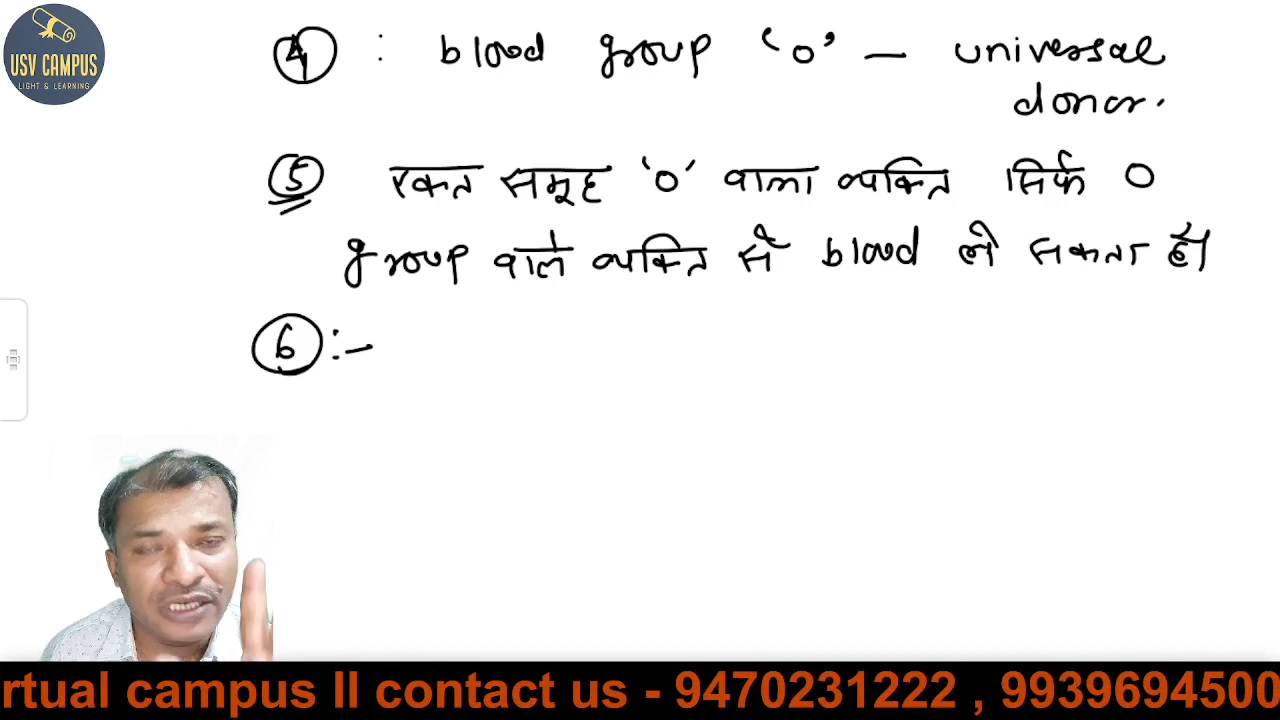 USV CAMPUS
LIGHT & LEARNING
4 : blood group 'o' — universal
donor.
5 रक्त समूह 'o' वाला व्यक्ति सिर्फ O
group वाले व्यक्ति से blood ले सकता है।
6 :-
rtual campus II contact us - 9470231222 , 9939694500